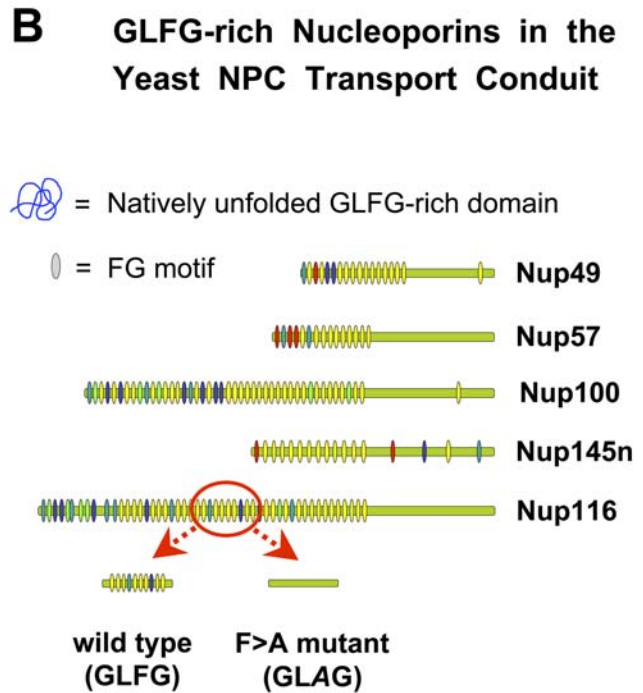 B GLFG-rich Nucleoporins in the
Yeast NPC Transport Conduit
= Natively unfolded GLFG-rich domain
= FG motif
Nup49
Nup57
Nup100
Nup145n
Nup116
wild type F>A mutant
(GLFG) (GLAG)